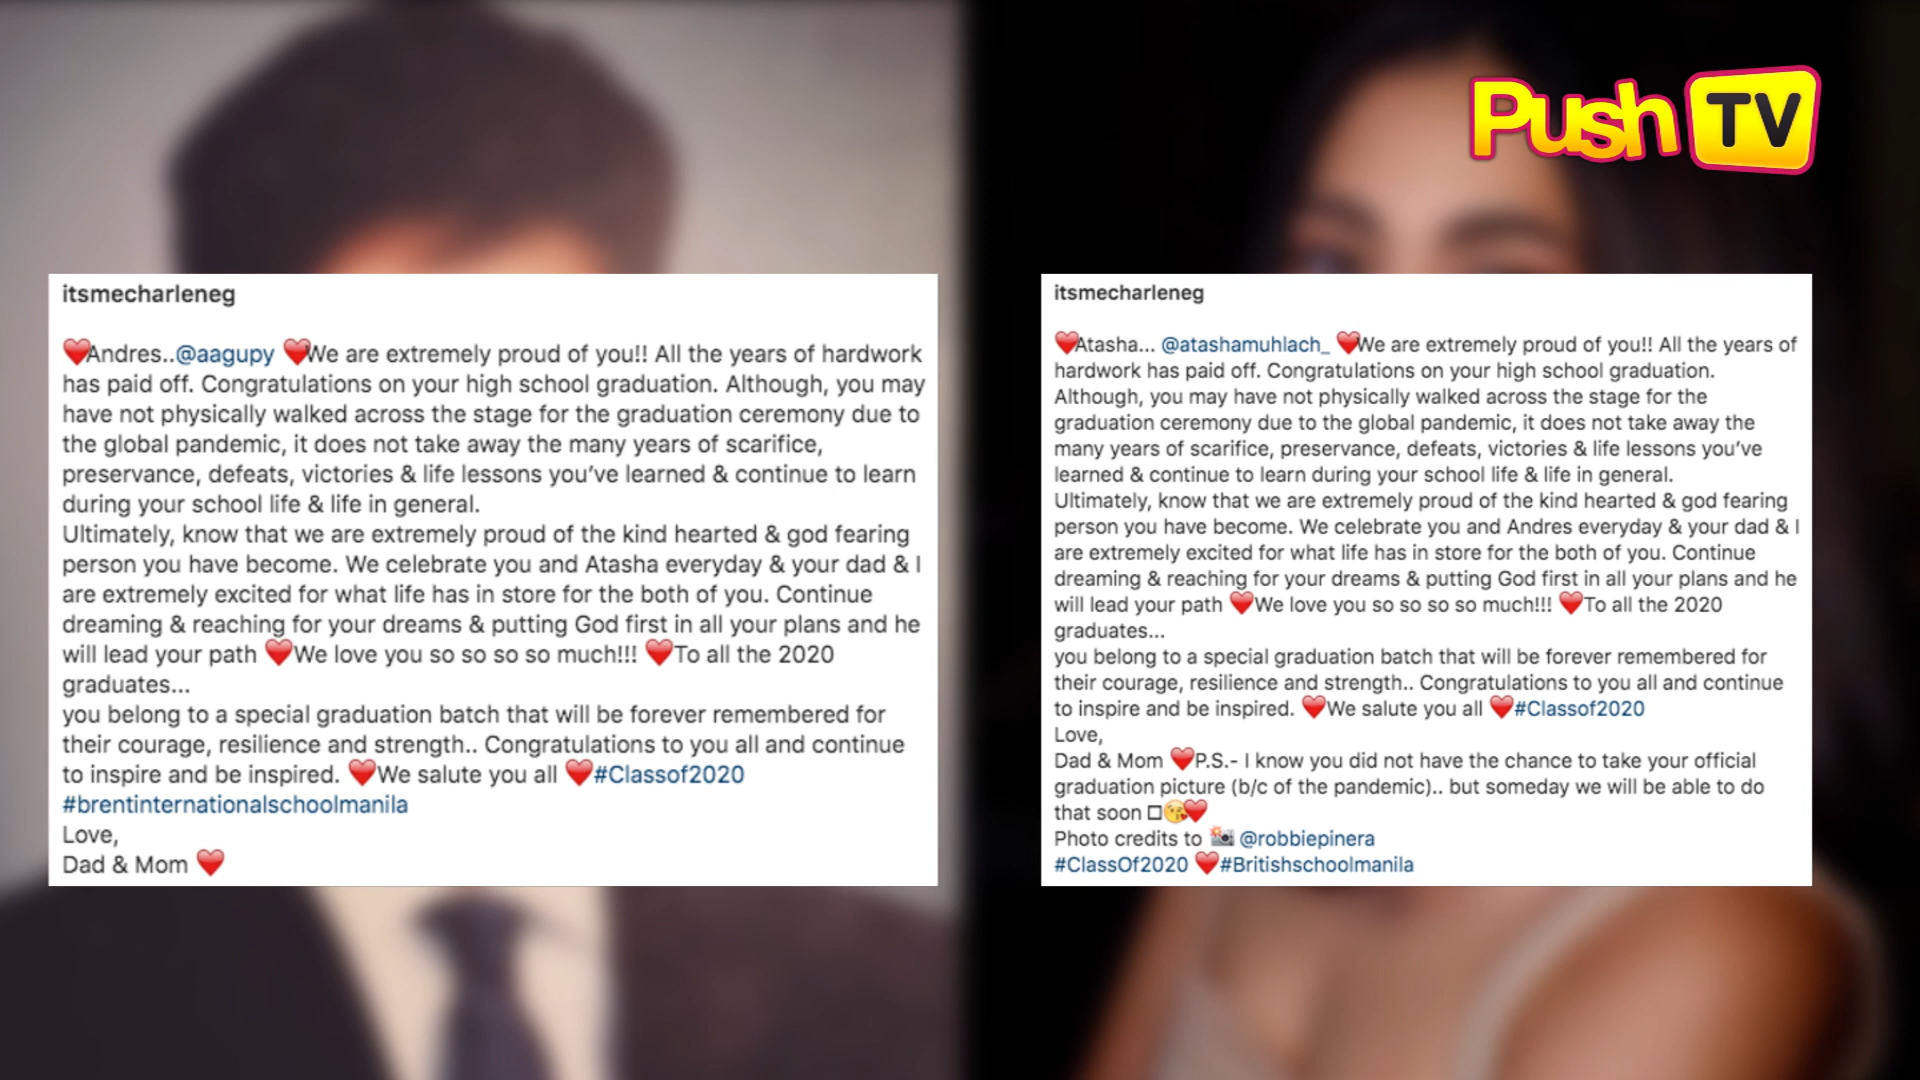 Push TV
itsmecharleneg
❤️Andres..@aagupy ❤️We are extremely proud of you!! All the years of hardwork
has paid off. Congratulations on your high school graduation. Although, you may
have not physically walked across the stage for the graduation ceremony due to
the global pandemic, it does not take away the many years of scarifice,
preservance, defeats, victories & life lessons you’ve learned & continue to learn
during your school life & life in general.
Ultimately, know that we are extremely proud of the kind hearted & god fearing
person you have become. We celebrate you and Atasha everyday & your dad & I
are extremely excited for what life has in store for the both of you. Continue
dreaming & reaching for your dreams & putting God first in all your plans and he
will lead your path ❤️We love you so so so so much!!! ❤️To all the 2020
graduates...
you belong to a special graduation batch that will be forever remembered for
their courage, resilience and strength.. Congratulations to you all and continue
to inspire and be inspired. ❤️We salute you all ❤️#Classof2020
#brentinternationalschoolmanila
Love,
Dad & Mom ❤️
itsmecharleneg
❤️Atasha... @atashamuhlach_ ❤️We are extremely proud of you!! All the years of
hardwork has paid off. Congratulations on your high school graduation.
Although, you may have not physically walked across the stage for the
graduation ceremony due to the global pandemic, it does not take away the
many years of scarifice, preservance, defeats, victories & life lessons you’ve
learned & continue to learn during your school life & life in general.
Ultimately, know that we are extremely proud of the kind hearted & god fearing
person you have become. We celebrate you and Andres everyday & your dad & I
are extremely excited for what life has in store for the both of you. Continue
dreaming & reaching for your dreams & putting God first in all your plans and he
will lead your path ❤️We love you so so so so much!!! ❤️To all the 2020
graduates...
you belong to a special graduation batch that will be forever remembered for
their courage, resilience and strength.. Congratulations to you all and continue
to inspire and be inspired. ❤️We salute you all ❤️#Classof2020
Love,
Dad & Mom ❤️P.S.- I know you did not have the chance to take your official
graduation picture (b/c of the pandemic).. but someday we will be able to do
that soon □😘❤️
Photo credits to 📸 @robbiepinera
#ClassOf2020 ❤️#Britishschoolmanila